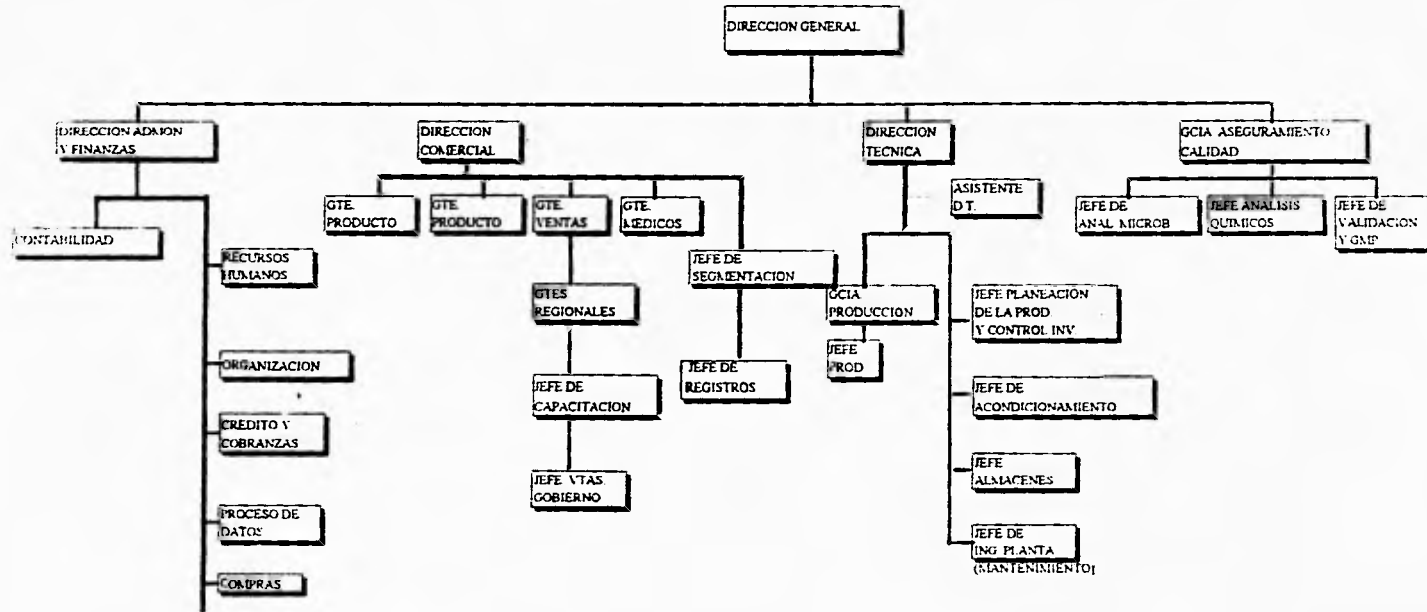 DIRECCION GENERAL
DIRECCION ADMON
Y FINANZAS
DIRECCION
COMERCIAL
DIRECCION
TECNICA
GCIA ASEGURAMIENTO
CALIDAD
CONTABILIDAD
RECURSOS
HUMANOS
ORGANIZACION
CREDITO Y
COBRANZAS
PROCESO DE
DATOS
COMPRAS
GTE.
PRODUCTO
GTE.
PRODUCTO
GTE.
VENTAS
GTE.
MEDICOS
GTES
REGIONALES
JEFE DE
CAPACITACION
JEFE VTAS.
GOBIERNO
JEFE DE
SEGMENTACION
JEFE DE
REGISTROS
ASISTENTE
D T.
GCIA
PRODUCCION
JEFE
PROD
JEFE PLANEACION
DE LA PROD.
Y CONTROL INV.
JEFE DE
ACONDICIONAMIENTO
JEFE
ALMACENES
JEFE DE
ING PLANTA
(MANTENIMIENTO)
JEFE DE
ANAL MICROB
JEFE ANALISIS
QUIMICOS
JEFE DE
VALIDACION
Y GMP